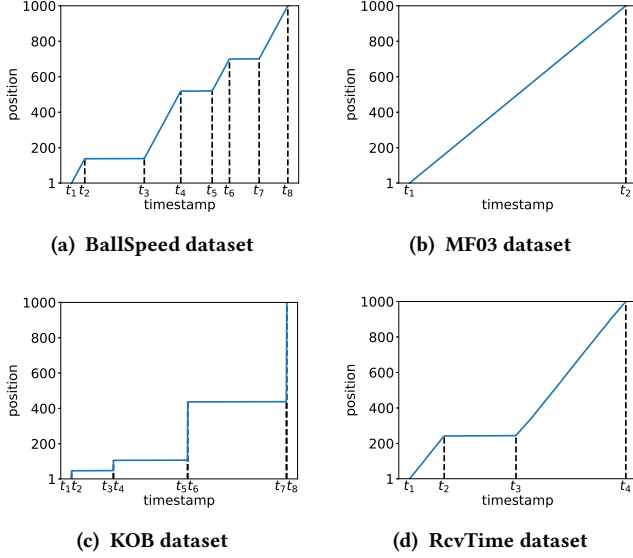 1000
800
600
400
200
1
position
t1 t2 t3 t4 t5 t6 t7 t8
timestamp
(a) BallSpeed dataset
1000
800
600
400
200
1
position
t1 t2
timestamp
(b) MF03 dataset
1000
800
600
400
200
1
position
t1 t2 t3 t4 t5 t6 t7 t8
timestamp
(c) KOB dataset
1000
800
600
400
200
1
position
t1 t2 t3 t4
timestamp
(d) RcvTime dataset